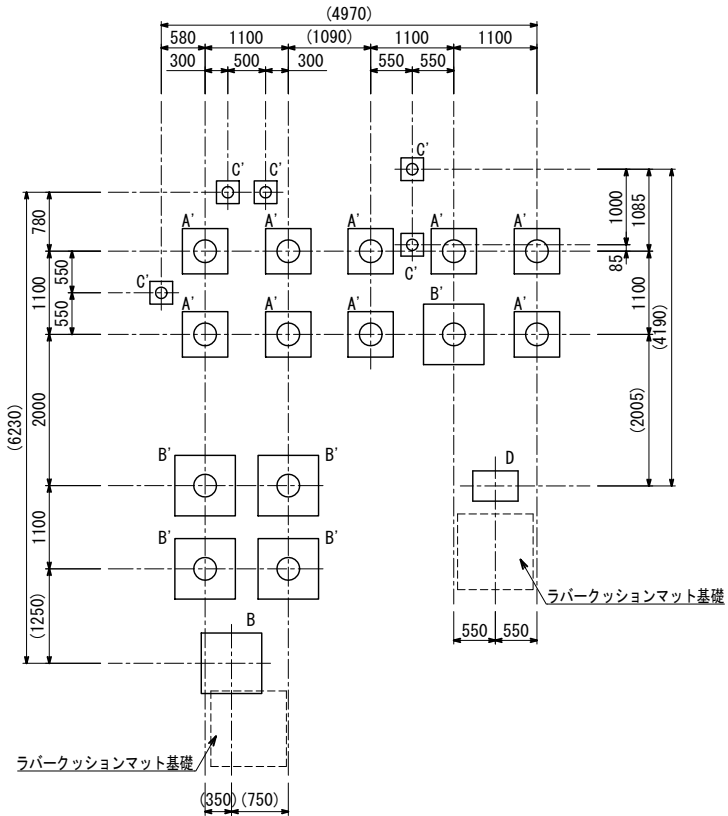 (4970)
580 1100 (1090) 1100 1100
300 500 300 550 550
C' C' C'
780 1000 1085
A' A' A' A' A'
C' 85
1100 550 C' 1100
550 A' A' A' B' A'
(4190)
(6230) 2000 (2005)
B' B' D
1100 B' B'
ラバークッションマット基礎
(1250) 550 550
B
ラバークッションマット基礎
(350) (750)